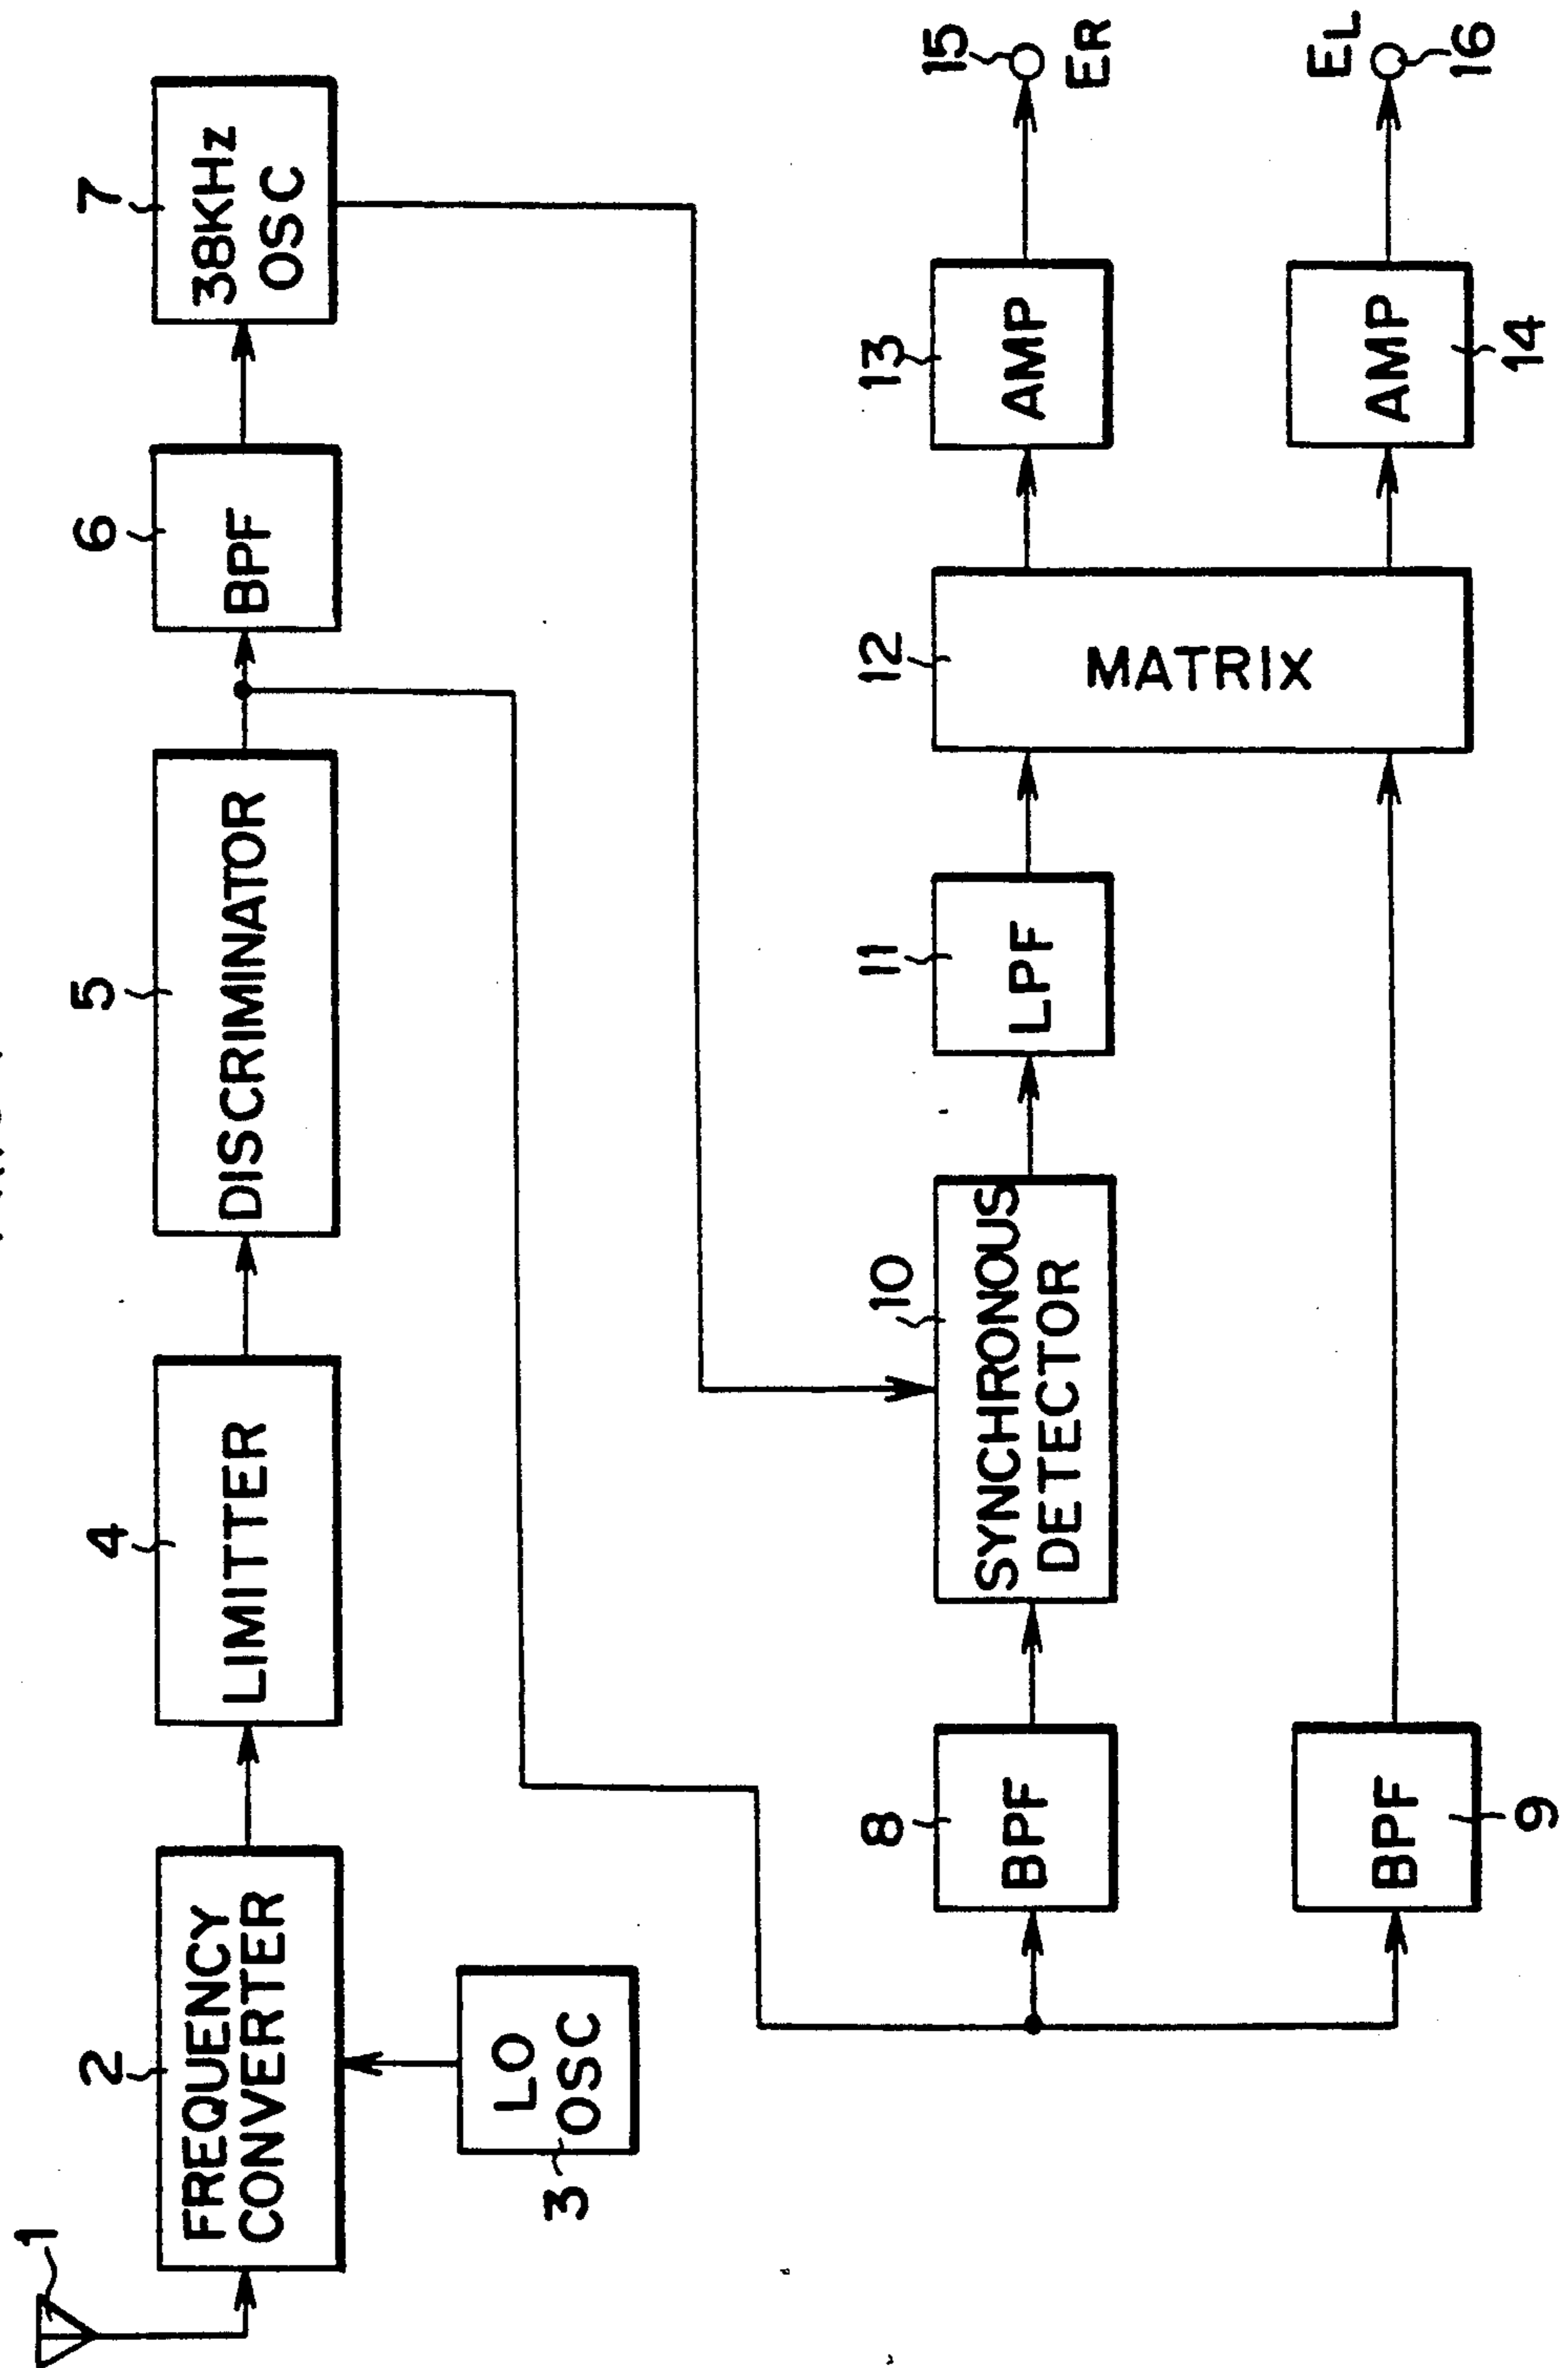 1
2
FREQUENCY
CONVERTER
3
LO
OSC
4
LIMITTER
5
DISCRIMINATOR
6
BPF
7
38KHz
OSC
8
BPF
9
BPF
10
SYNCHRONOUS
DETECTOR
11
LPF
12
MATRIX
13
AMP
14
AMP
15
ER
EL
16